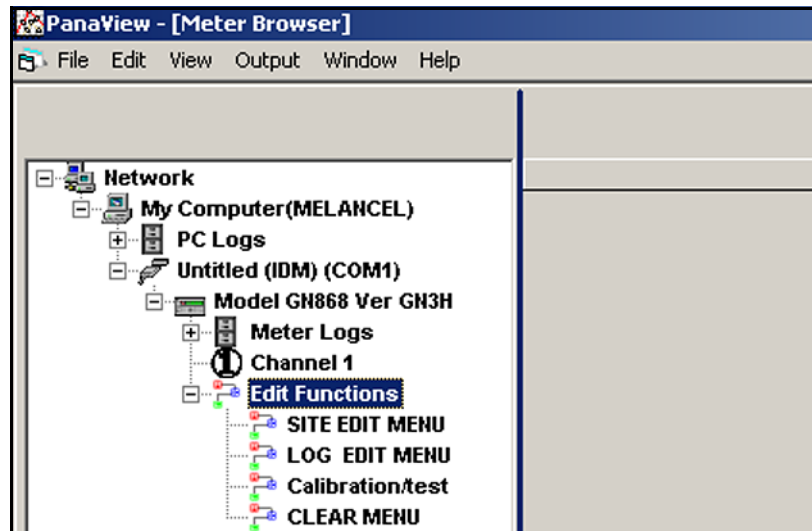 PanaView - [Meter Browser]
File Edit View Output Window Help
Network
My Computer(MELANCEL)
PC Logs
Untitled (IDM) (COM1)
Model GN868 Ver GN3H
Meter Logs
1 Channel 1
Edit Functions
SITE EDIT MENU
LOG EDIT MENU
Calibration/test
CLEAR MENU